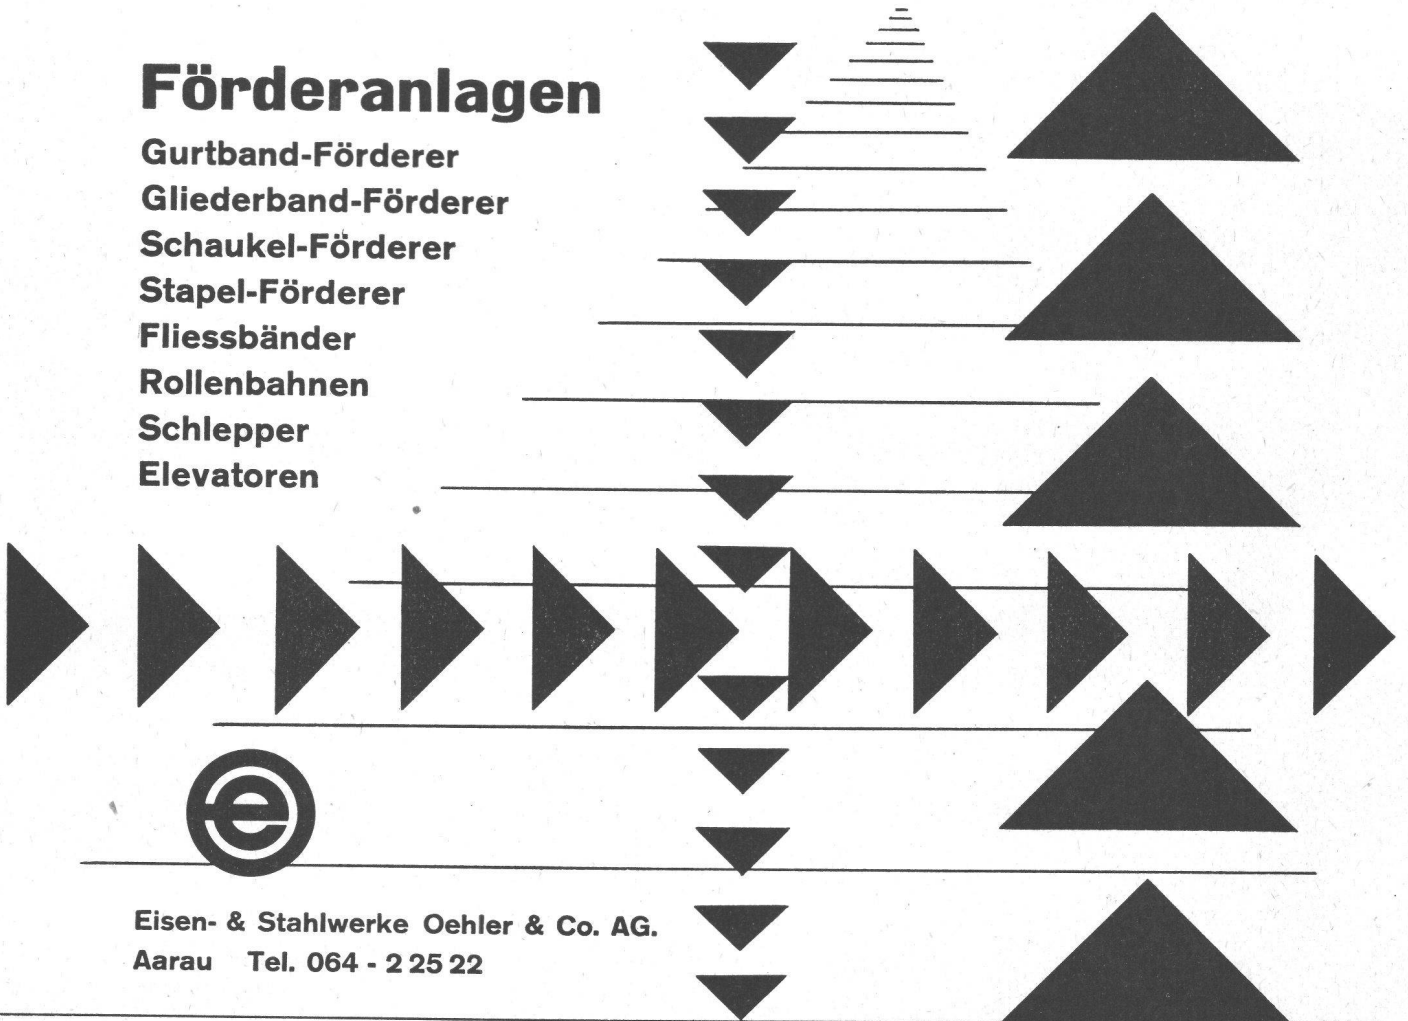 Förderanlagen
Gurtband-Förderer
Gliederband-Förderer
Schaukel-Förderer
Stapel-Förderer
Fliessbänder
Rollenbahnen
Schlepper
Elevatoren
e
Eisen- & Stahlwerke Oehler & Co. AG.
Aarau Tel. 064 - 2 25 22